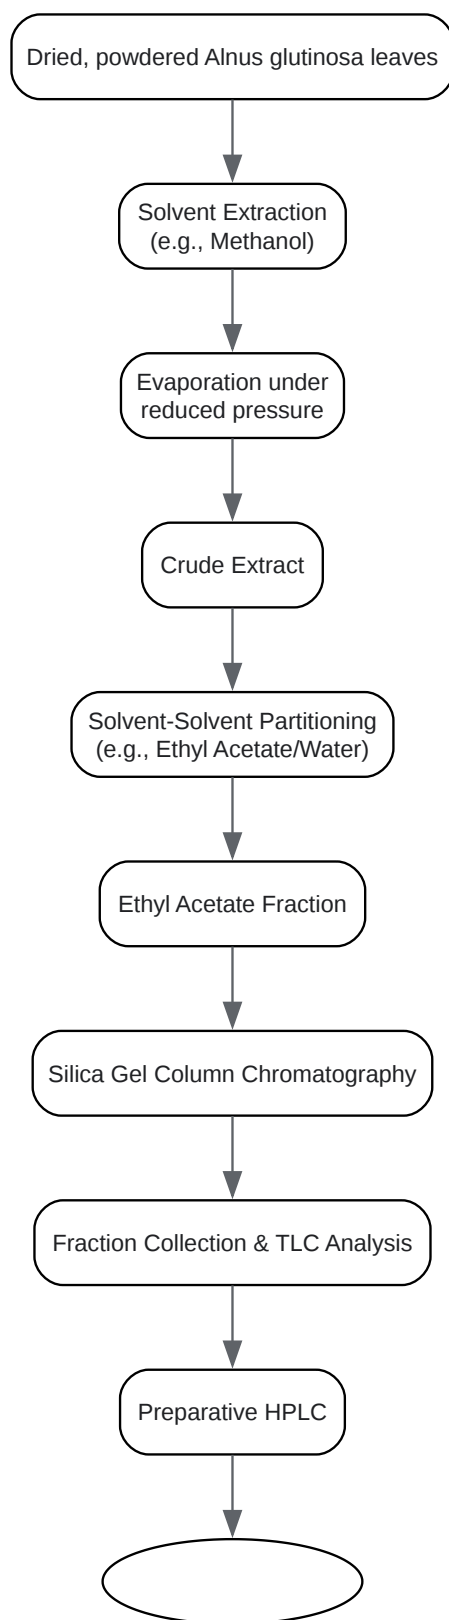 Dried, powdered Alnus glutinosa leaves
Solvent Extraction
(e.g., Methanol)
Evaporation under
reduced pressure
Crude Extract
Solvent-Solvent Partitioning
(e.g., Ethyl Acetate/Water)
Ethyl Acetate Fraction
Silica Gel Column Chromatography
Fraction Collection & TLC Analysis
Preparative HPLC